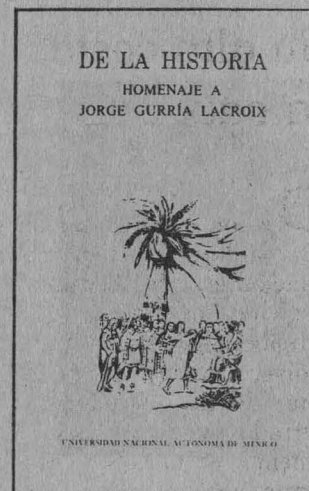 DE LA HISTORIA
HOMENAJE A
JORGE GURRÍA LACROIX
UNIVERSIDAD NACIONAL AUTÓNOMA DE MÉXICO